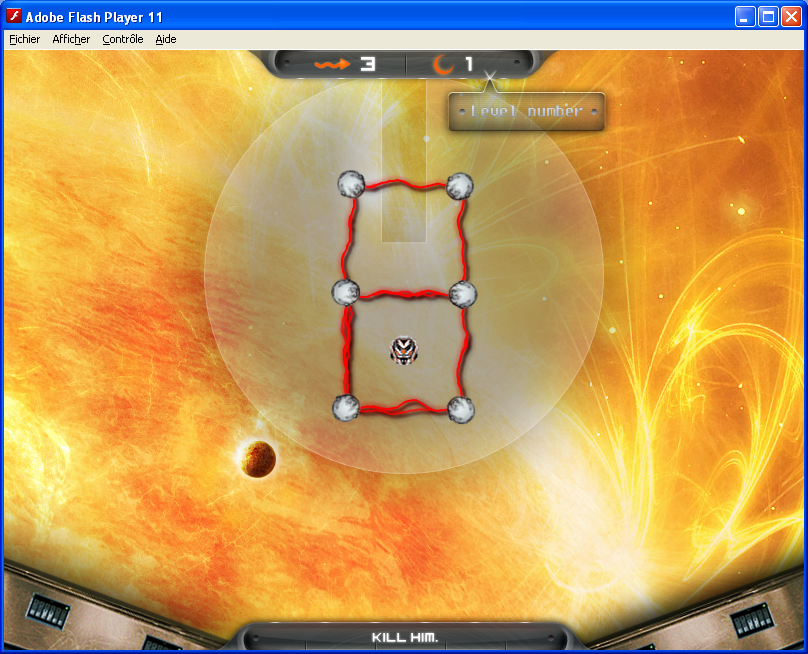 Adobe Flash Player 11
Fichier Afficher Contrôle Aide
3 1
Level number
KILL HIM.